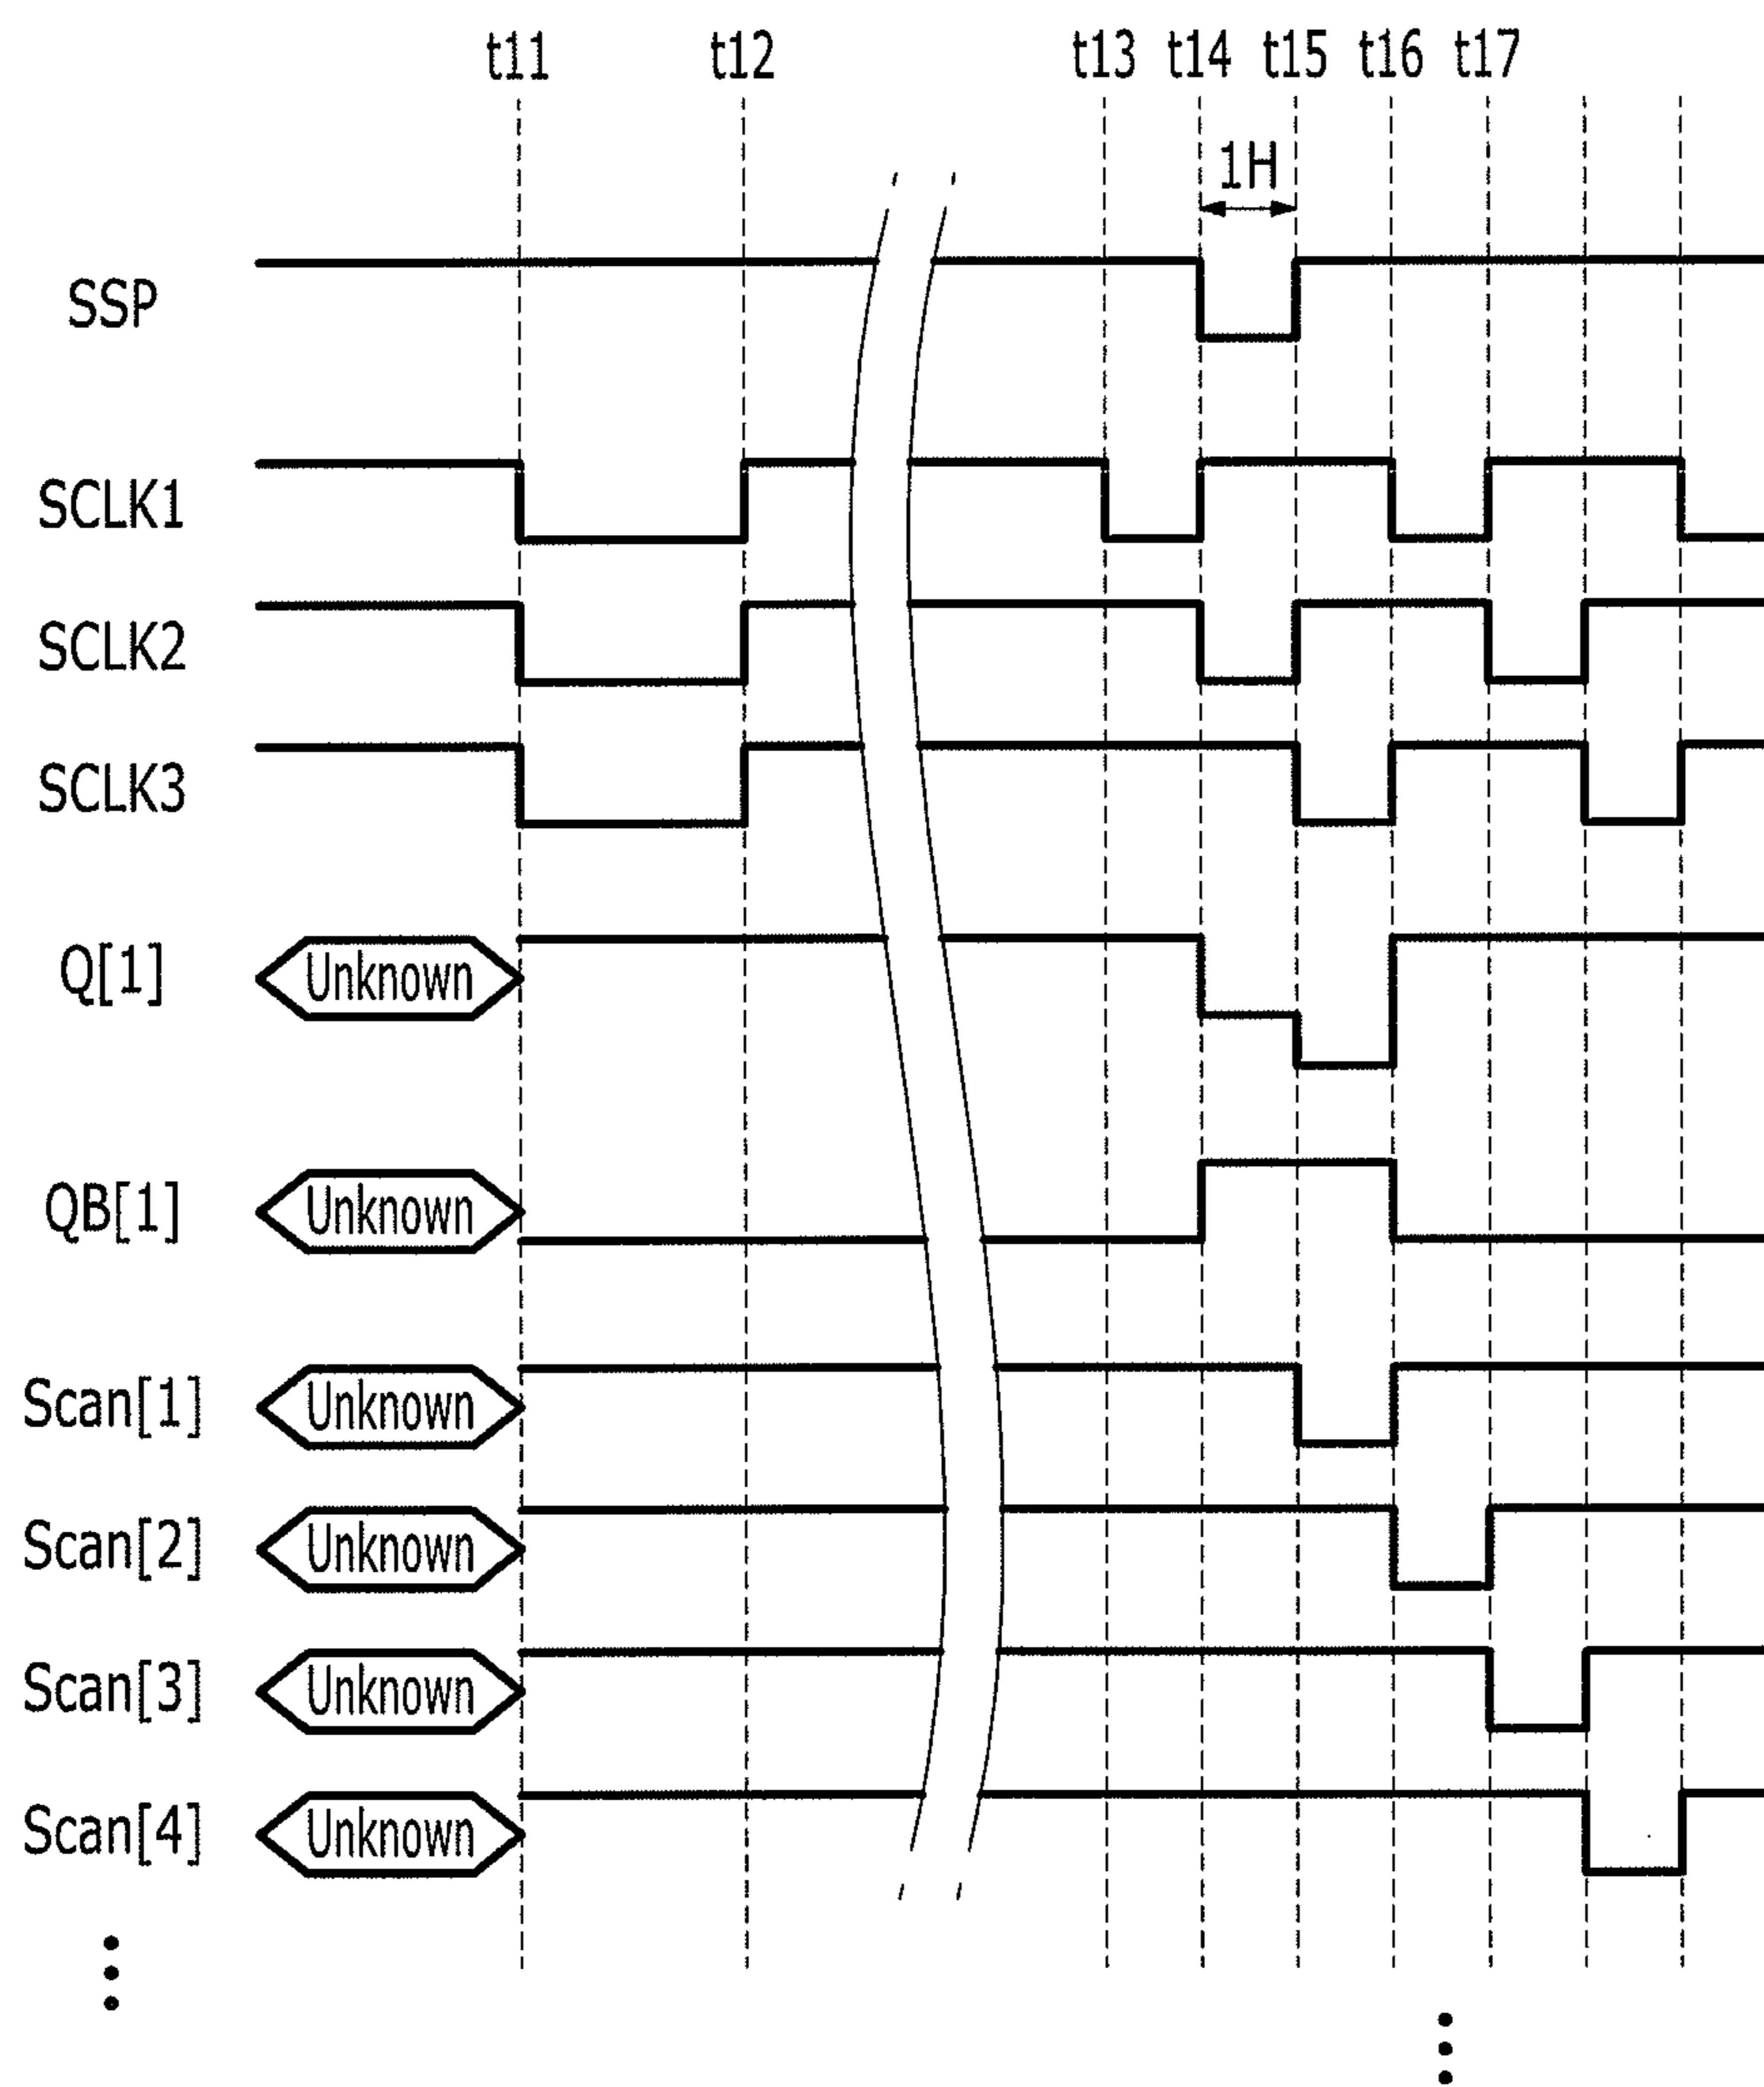 t11 t12 t13 t14 t15 t16 t17
1H
SSP
SCLK1
SCLK2
SCLK3
Q[1] Unknown
QB[1] Unknown
Scan[1] Unknown
Scan[2] Unknown
Scan[3] Unknown
Scan[4] Unknown